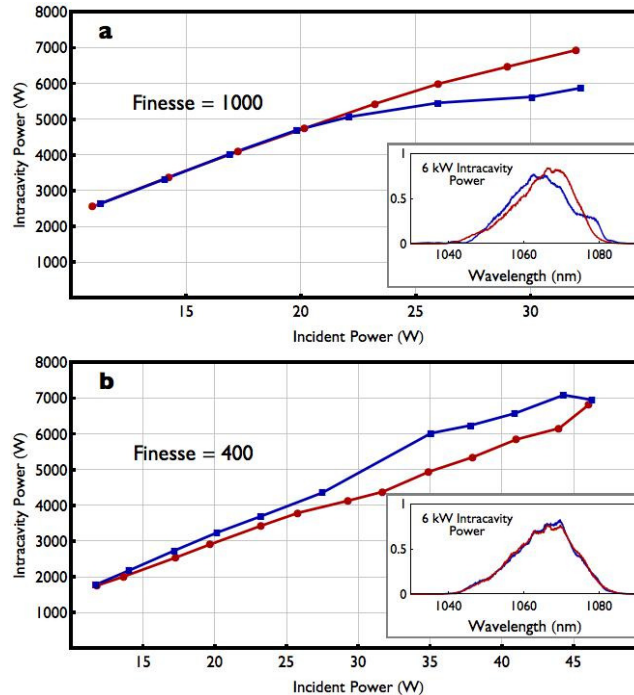 a
Intracavity Power (W)
8000
7000
6000
5000
4000
3000
2000
1000
Finesse = 1000
6 kW Intracavity
Power
1
0.5
0
1040
1060
1080
Wavelength (nm)
15
20
25
30
Incident Power (W)
b
Intracavity Power (W)
8000
7000
6000
5000
4000
3000
2000
1000
Finesse = 400
6 kW Intracavity
Power
1
0.5
0
1040
1060
1080
Wavelength (nm)
15
20
25
30
35
40
45
Incident Power (W)